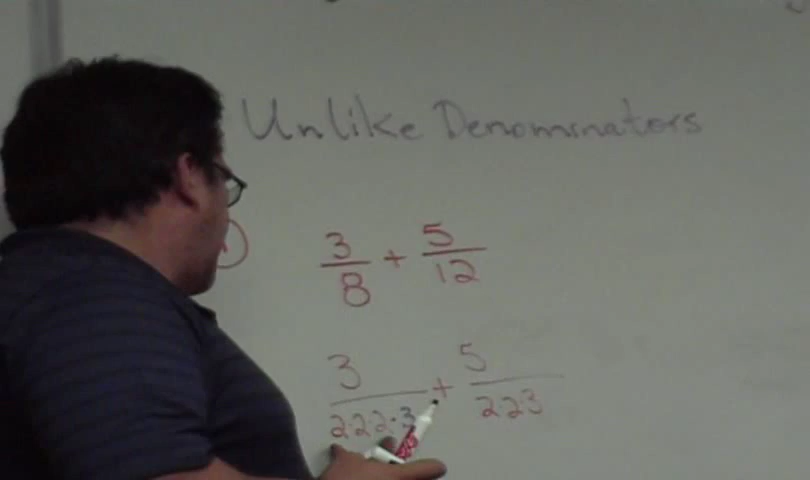 Unlike Denominators
3/8 + 5/12
3/2·2·2·3 + 5/2·2·3